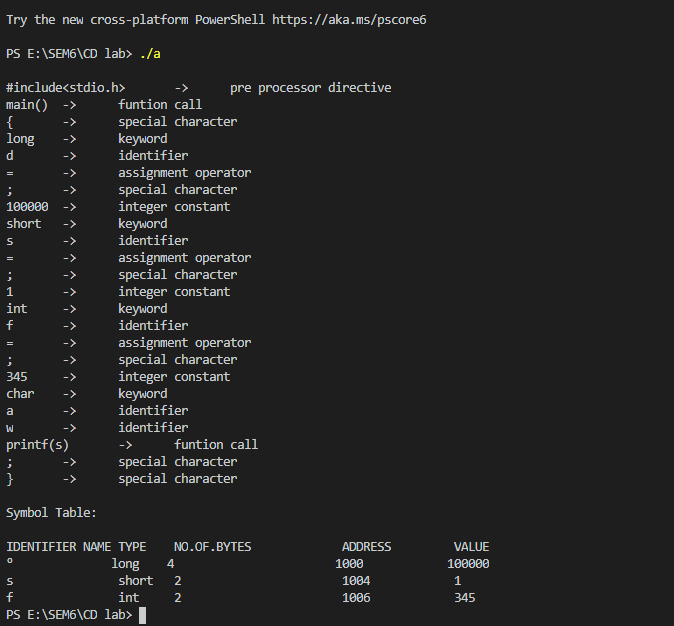 Try the new cross-platform PowerShell https://aka.ms/pscore6
PS E:\SEM6\CD lab> ./a
#include<stdio.h> -> pre processor directive
main() -> funtion call
{ -> special character
long -> keyword
d -> identifier
= -> assignment operator
; -> special character
100000 -> integer constant
short -> keyword
s -> identifier
= -> assignment operator
; -> special character
1 -> integer constant
int -> keyword
f -> identifier
= -> assignment operator
; -> special character
345 -> integer constant
char -> keyword
a -> identifier
w -> identifier
printf(s) -> funtion call
; -> special character
} -> special character
Symbol Table:
IDENTIFIER NAME TYPE NO.OF.BYTES ADDRESS VALUE
º long 4 1000 100000
s short 2 1004 1
f int 2 1006 345
PS E:\SEM6\CD lab>